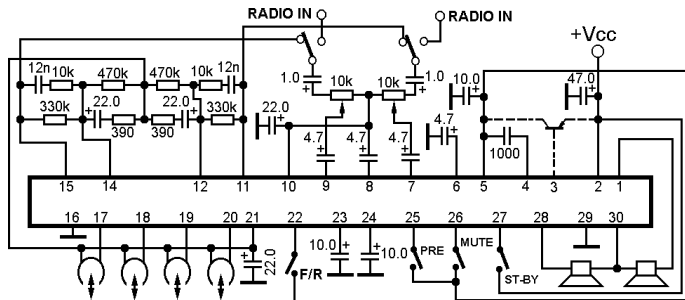 RADIO IN
RADIO IN
+Vcc
12n 10k 470k 470k 10k 12n
1.0 10k 10k 1.0
10.0 47.0
330k 22.0 390 390 22.0 330k
22.0 4.7 4.7 4.7 4.7 1000
15 14 12 11 10 9 8 7 6 5 4 3 2 1
16 17 18 19 20 21 22 23 24 25 26 27 28 29 30
22.0 F/R 10.0 10.0 PRE MUTE ST-BY